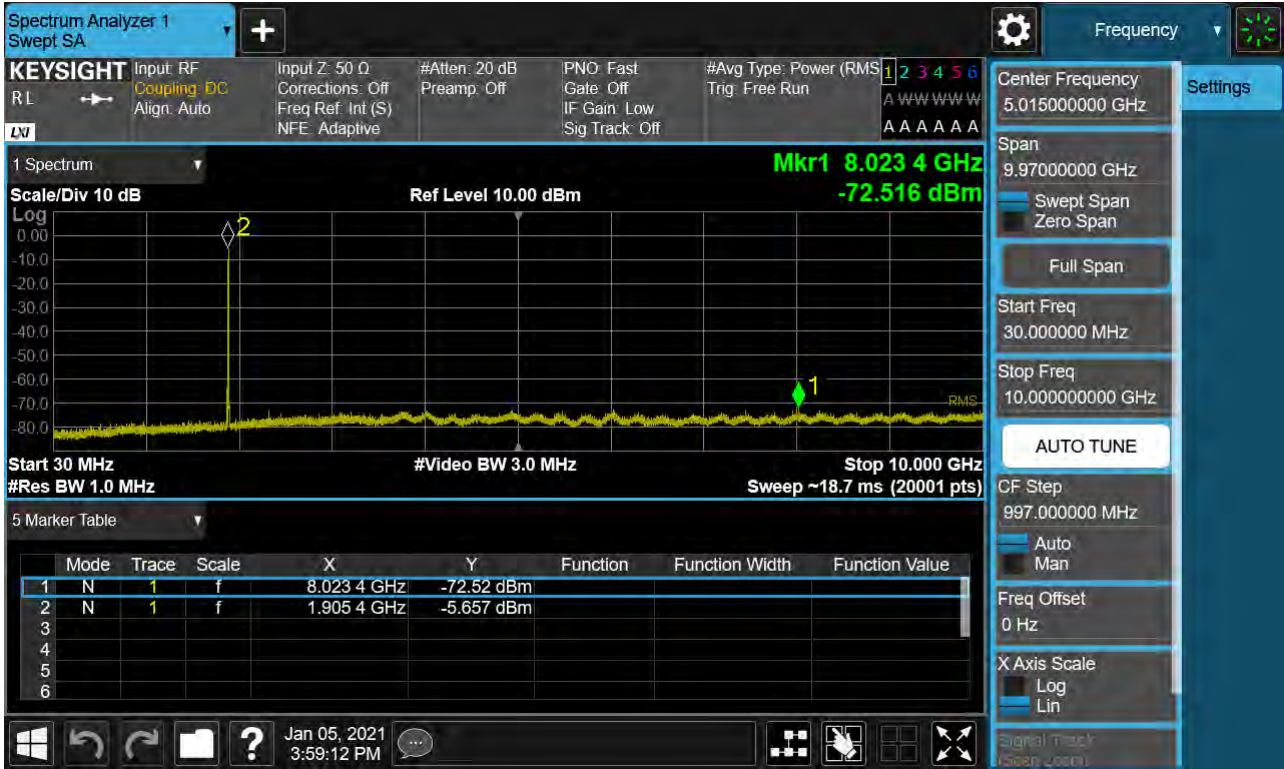 Spectrum Analyzer 1
Swept SA
+
Frequency
KEYSIGHT
RL
LXI
Input: RF
Coupling: DC
Align: Auto
Input Z: 50 Ω
Corrections: Off
Freq Ref: Int (S)
NFE: Adaptive
#Atten: 20 dB
Preamp: Off
PNO: Fast
Gate: Off
IF Gain: Low
Sig Track: Off
#Avg Type: Power (RMS
Trig: Free Run
1 2 3 4 5 6
A W W W W W
A A A A A A
Center Frequency
5.015000000 GHz
Settings
Span
9.97000000 GHz
Swept Span
Zero Span
Full Span
Start Freq
30.000000 MHz
Stop Freq
10.000000000 GHz
AUTO TUNE
CF Step
997.000000 MHz
Auto
Man
Freq Offset
0 Hz
X Axis Scale
Log
Lin
Signal Track
(Span Zoom)
1 Spectrum
Mkr1 8.023 4 GHz
-72.516 dBm
Scale/Div 10 dB
Ref Level 10.00 dBm
Log
0.00
-10.0
-20.0
-30.0
-40.0
-50.0
-60.0
-70.0
-80.0
2
1
RMS
Start 30 MHz
#Video BW 3.0 MHz
Stop 10.000 GHz
#Res BW 1.0 MHz
Sweep ~18.7 ms (20001 pts)
5 Marker Table
Mode Trace Scale X Y Function Function Width Function Value
1 N 1 f 8.023 4 GHz -72.52 dBm
2 N 1 f 1.905 4 GHz -5.657 dBm
3
4
5
6
?
Jan 05, 2021
3:59:12 PM